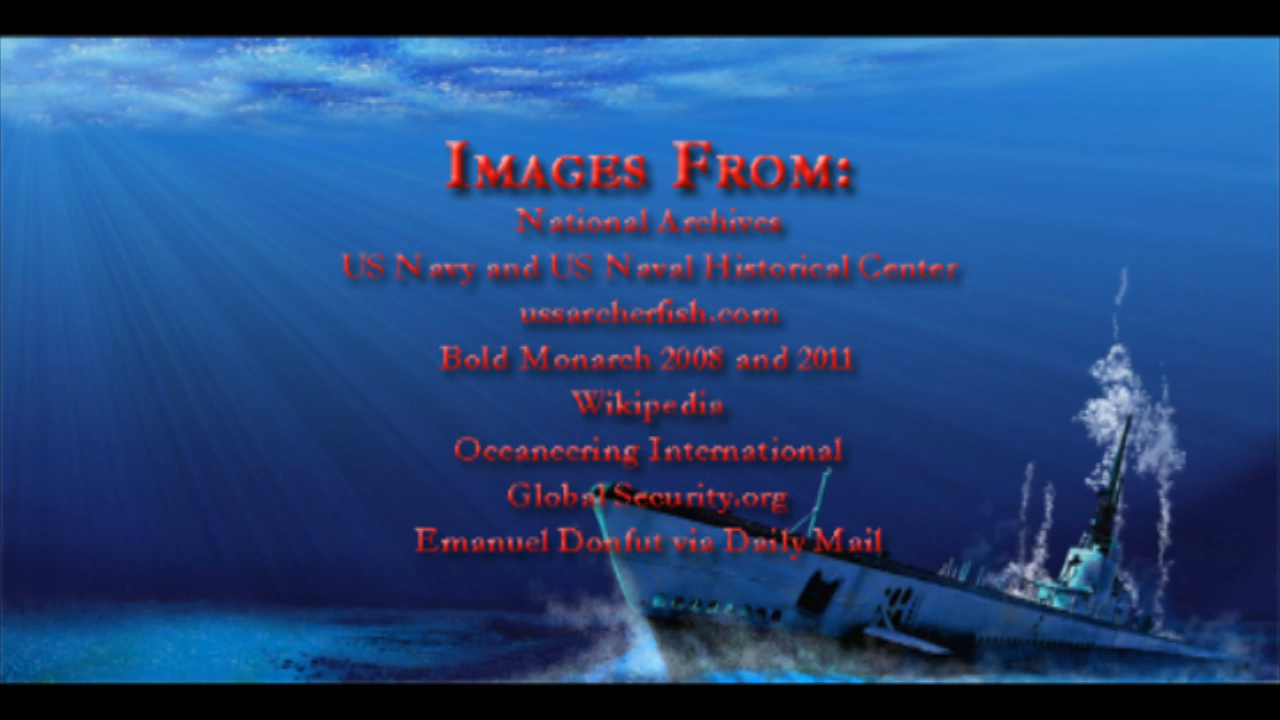 Images From:
National Archives
US Navy and US Naval Historical Center
ussarcherfish.com
Bold Monarch 2008 and 2011
Wikipedia
Oceaneering International
Global Security.org
Emanuel Donfut via Daily Mail